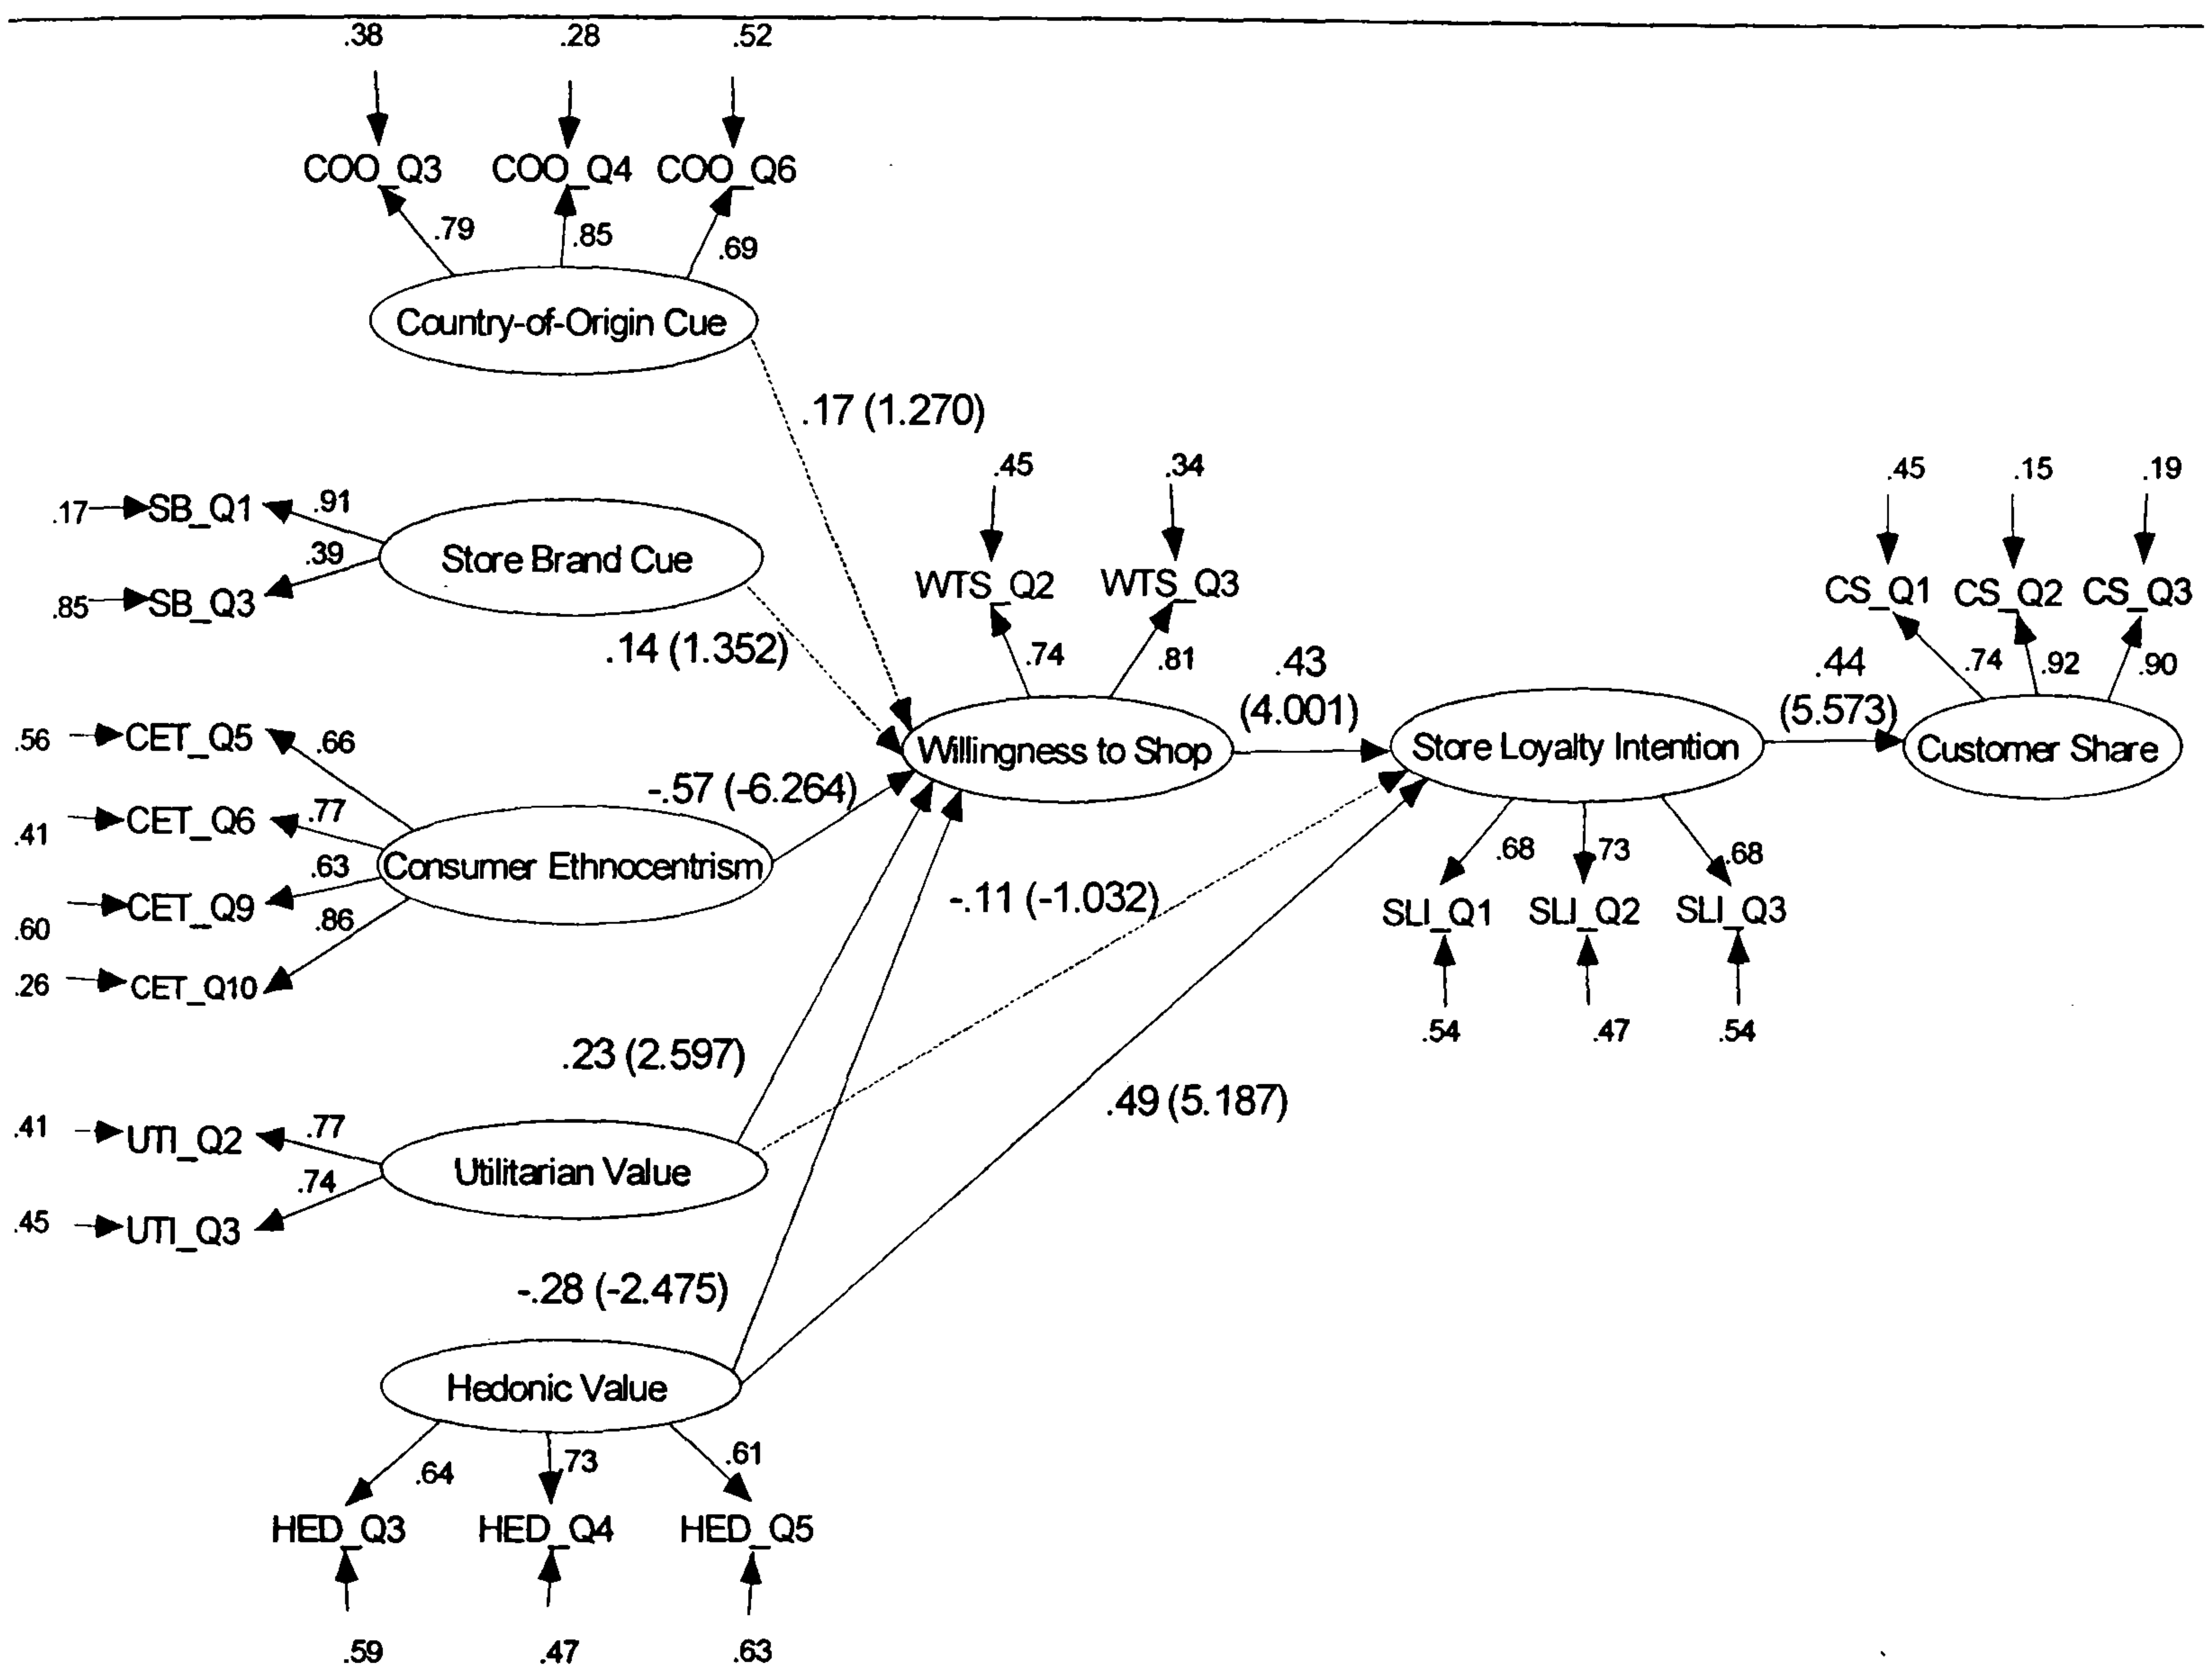 .38 .28 .52
COO_Q3 COO_Q4 COO_Q6
.79 .85 .69
Country-of-Origin Cue
.17 (1.270)
.45 .34
.45 .15 .19
.17 SB_Q1 .91
Store Brand Cue
.39
.85 SB_Q3
WTS_Q2 WTS_Q3
CS_Q1 CS_Q2 CS_Q3
.14 (1.352)
.74 .81
.43
(4.001)
.44
(5.573)
.74 .92 .90
.56 CET_Q5 .66
Willingness to Shop
Store Loyalty Intention
Customer Share
-.57 (-6.264)
.41 CET_Q6 .77
Consumer Ethnocentrism
.63
.60 CET_Q9
.86
.26 CET_Q10
-.11 (-1.032)
.68 .73 .68
SLI_Q1 SLI_Q2 SLI_Q3
.54 .47 .54
.23 (2.597)
.49 (5.187)
.41 UTI_Q2 .77
Utilitarian Value
.74
.45 UTI_Q3
-.28 (-2.475)
Hedonic Value
.64 .73 .61
HED_Q3 HED_Q4 HED_Q5
.59 .47 .63